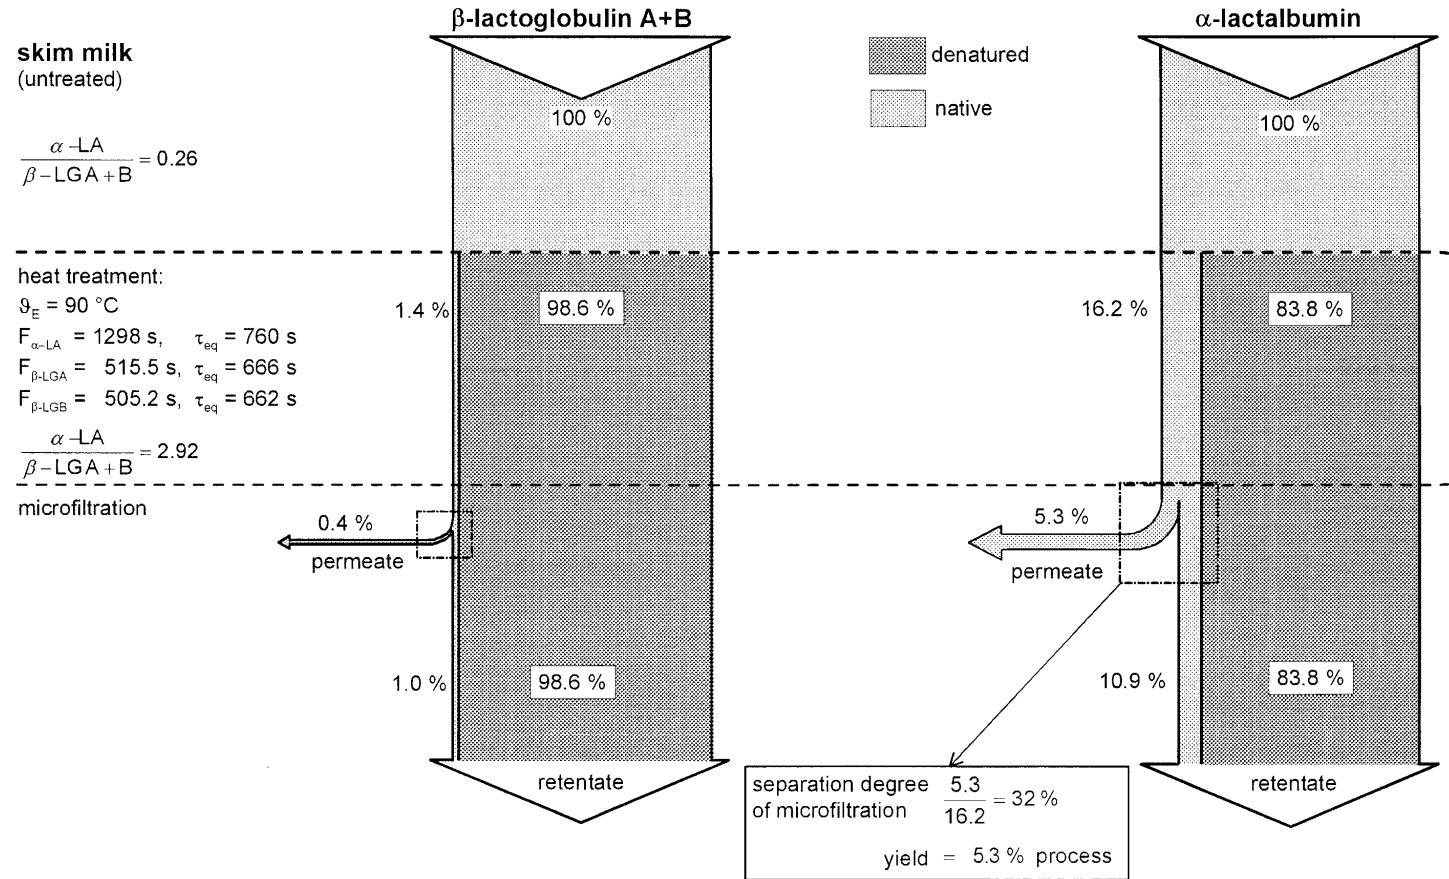 β-lactoglobulin A+B
α-lactalbumin
skim milk
(untreated)
denatured
native
100 %
100 %
α –LA
β – LG A + B
= 0.26
heat treatment:
ϑE = 90 °C
Fα-LA = 1298 s, τeq = 760 s
Fβ-LGA = 515.5 s, τeq = 666 s
Fβ-LGB = 505.2 s, τeq = 662 s
α –LA
β – LG A + B
= 2.92
1.4 %
98.6 %
16.2 %
83.8 %
microfiltration
0.4 %
permeate
5.3 %
permeate
1.0 %
98.6 %
10.9 %
83.8 %
retentate
retentate
separation degree
of microfiltration
5.3
16.2
= 32 %
yield = 5.3 % process